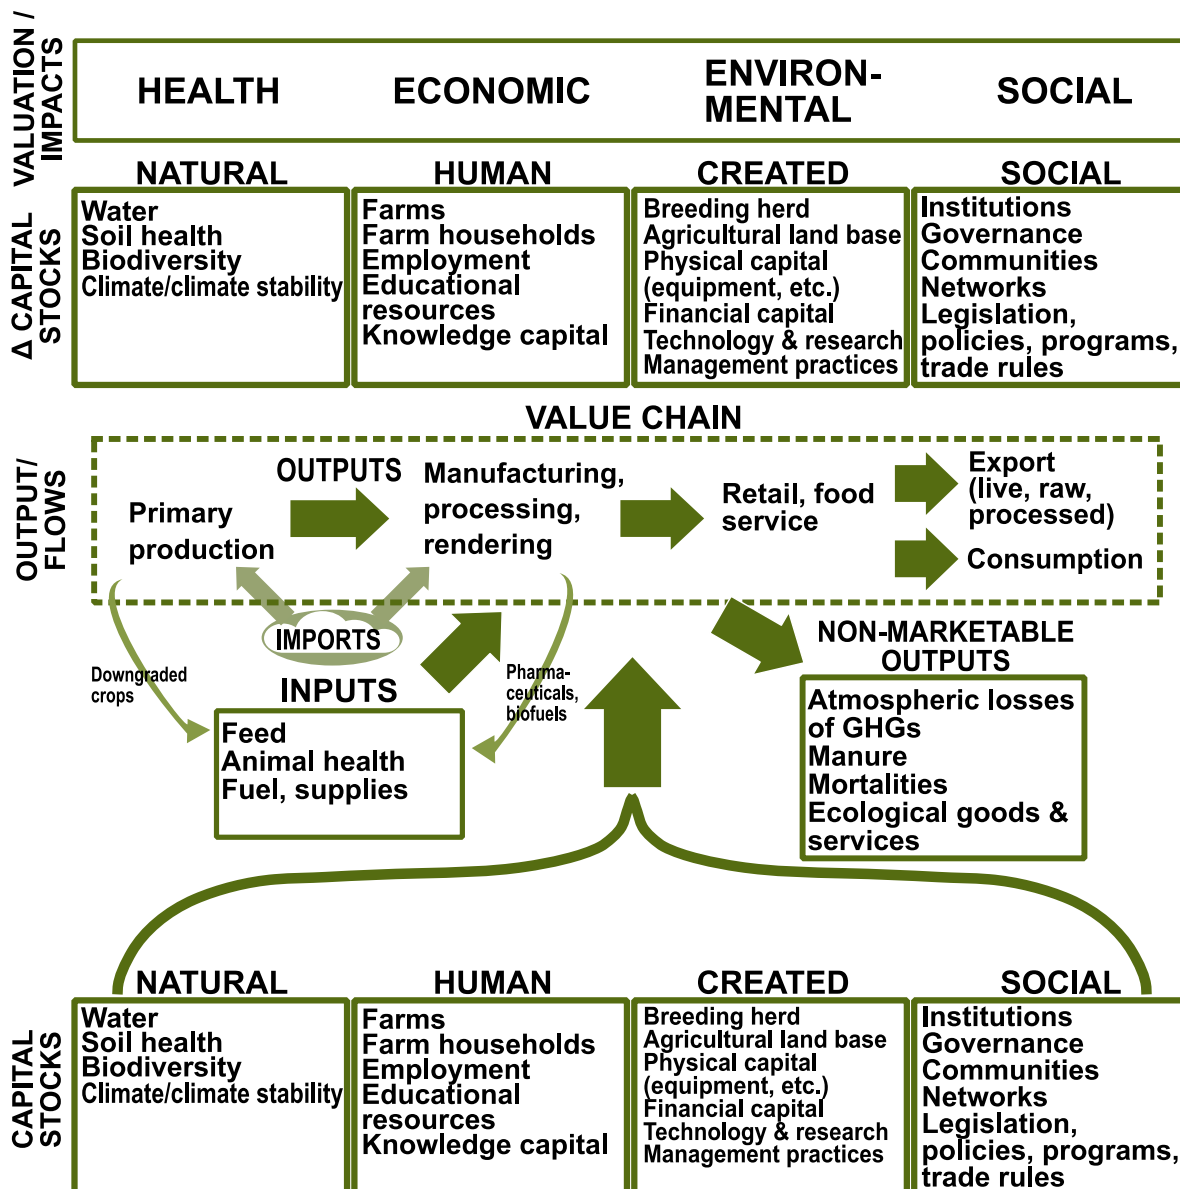 VALUATION /
IMPACTS
HEALTH
ECONOMIC
ENVIRON-
MENTAL
SOCIAL
Δ CAPITAL
STOCKS
NATURAL
Water
Soil health
Biodiversity
Climate/climate stability
HUMAN
Farms
Farm households
Employment
Educational
resources
Knowledge capital
CREATED
Breeding herd
Agricultural land base
Physical capital
(equipment, etc.)
Financial capital
Technology & research
Management practices
SOCIAL
Institutions
Governance
Communities
Networks
Legislation,
policies, programs,
trade rules
OUTPUT/
FLOWS
VALUE CHAIN
Primary
production
OUTPUTS
Manufacturing,
processing,
rendering
Retail, food
service
Export
(live, raw,
processed)
Consumption
IMPORTS
Downgraded
crops
Pharma-
ceuticals,
biofuels
INPUTS
Feed
Animal health
Fuel, supplies
NON-MARKETABLE
OUTPUTS
Atmospheric losses
of GHGs
Manure
Mortalities
Ecological goods &
services
CAPITAL
STOCKS
NATURAL
Water
Soil health
Biodiversity
Climate/climate stability
HUMAN
Farms
Farm households
Employment
Educational
resources
Knowledge capital
CREATED
Breeding herd
Agricultural land base
Physical capital
(equipment, etc.)
Financial capital
Technology & research
Management practices
SOCIAL
Institutions
Governance
Communities
Networks
Legislation,
policies, programs,
trade rules